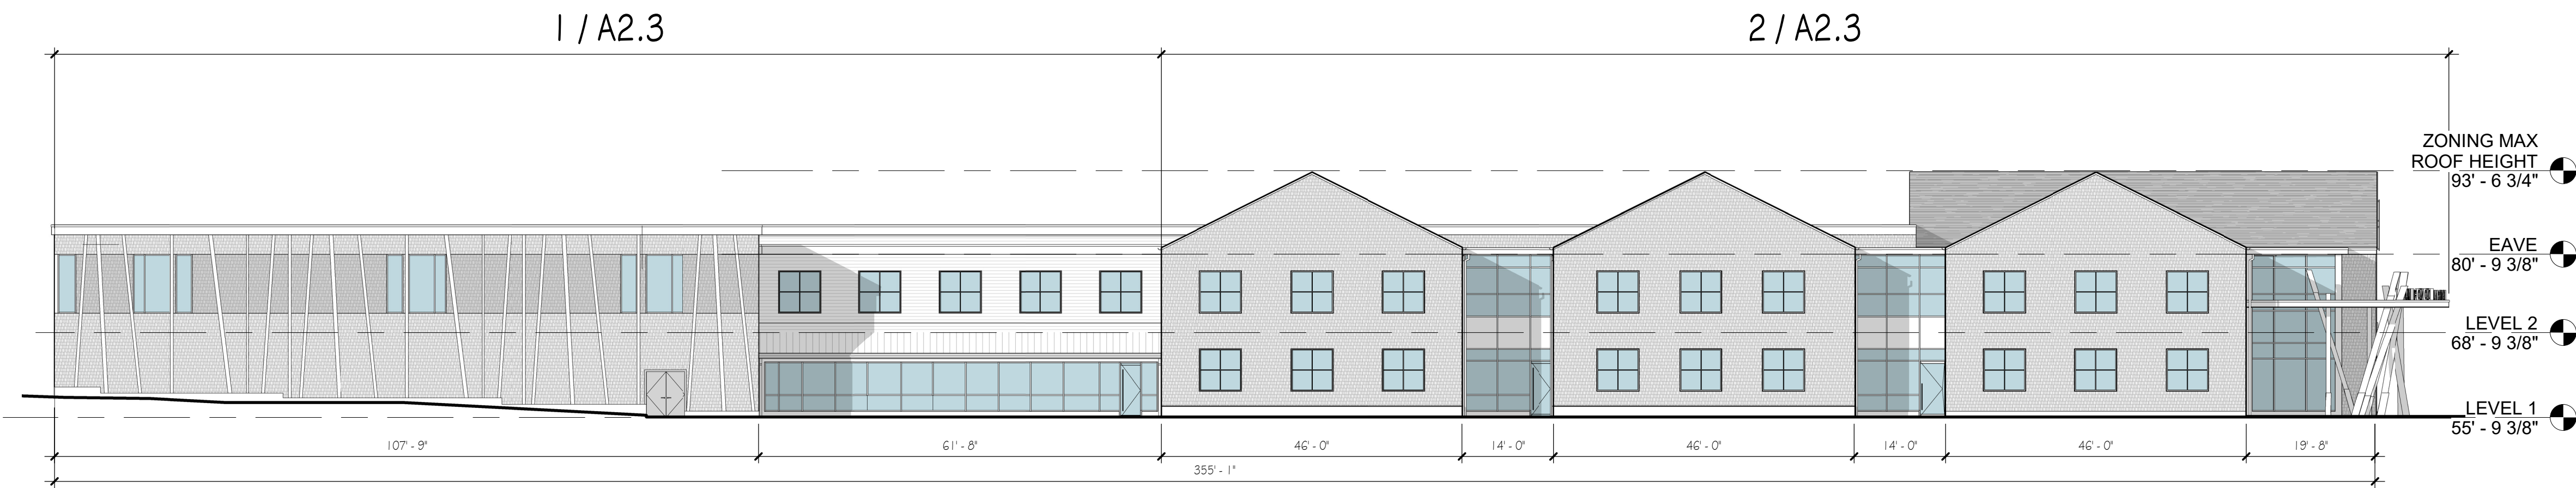 1 / A2.3
2 / A2.3
ZONING MAX
ROOF HEIGHT
93' - 6 3/4"
EAVE
80' - 9 3/8"
LEVEL 2
68' - 9 3/8"
LEVEL 1
55' - 9 3/8"
107' - 9"
61' - 8"
46' - 0"
14' - 0"
46' - 0"
14' - 0"
46' - 0"
19' - 8"
355' - 1"